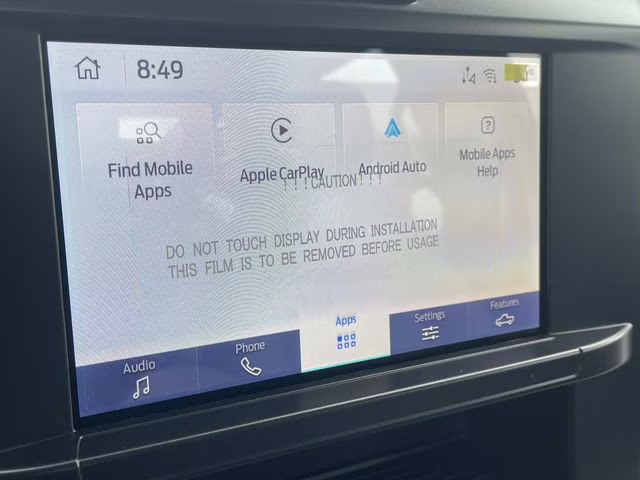 8:49
Find Mobile
Apps
Apple CarPlay
Android Auto
Mobile Apps
Help
! ! ! CAUTION ! ! !
DO NOT TOUCH DISPLAY DURING INSTALLATION
THIS FILM IS TO BE REMOVED BEFORE USAGE
Audio
Phone
Apps
Settings
Features